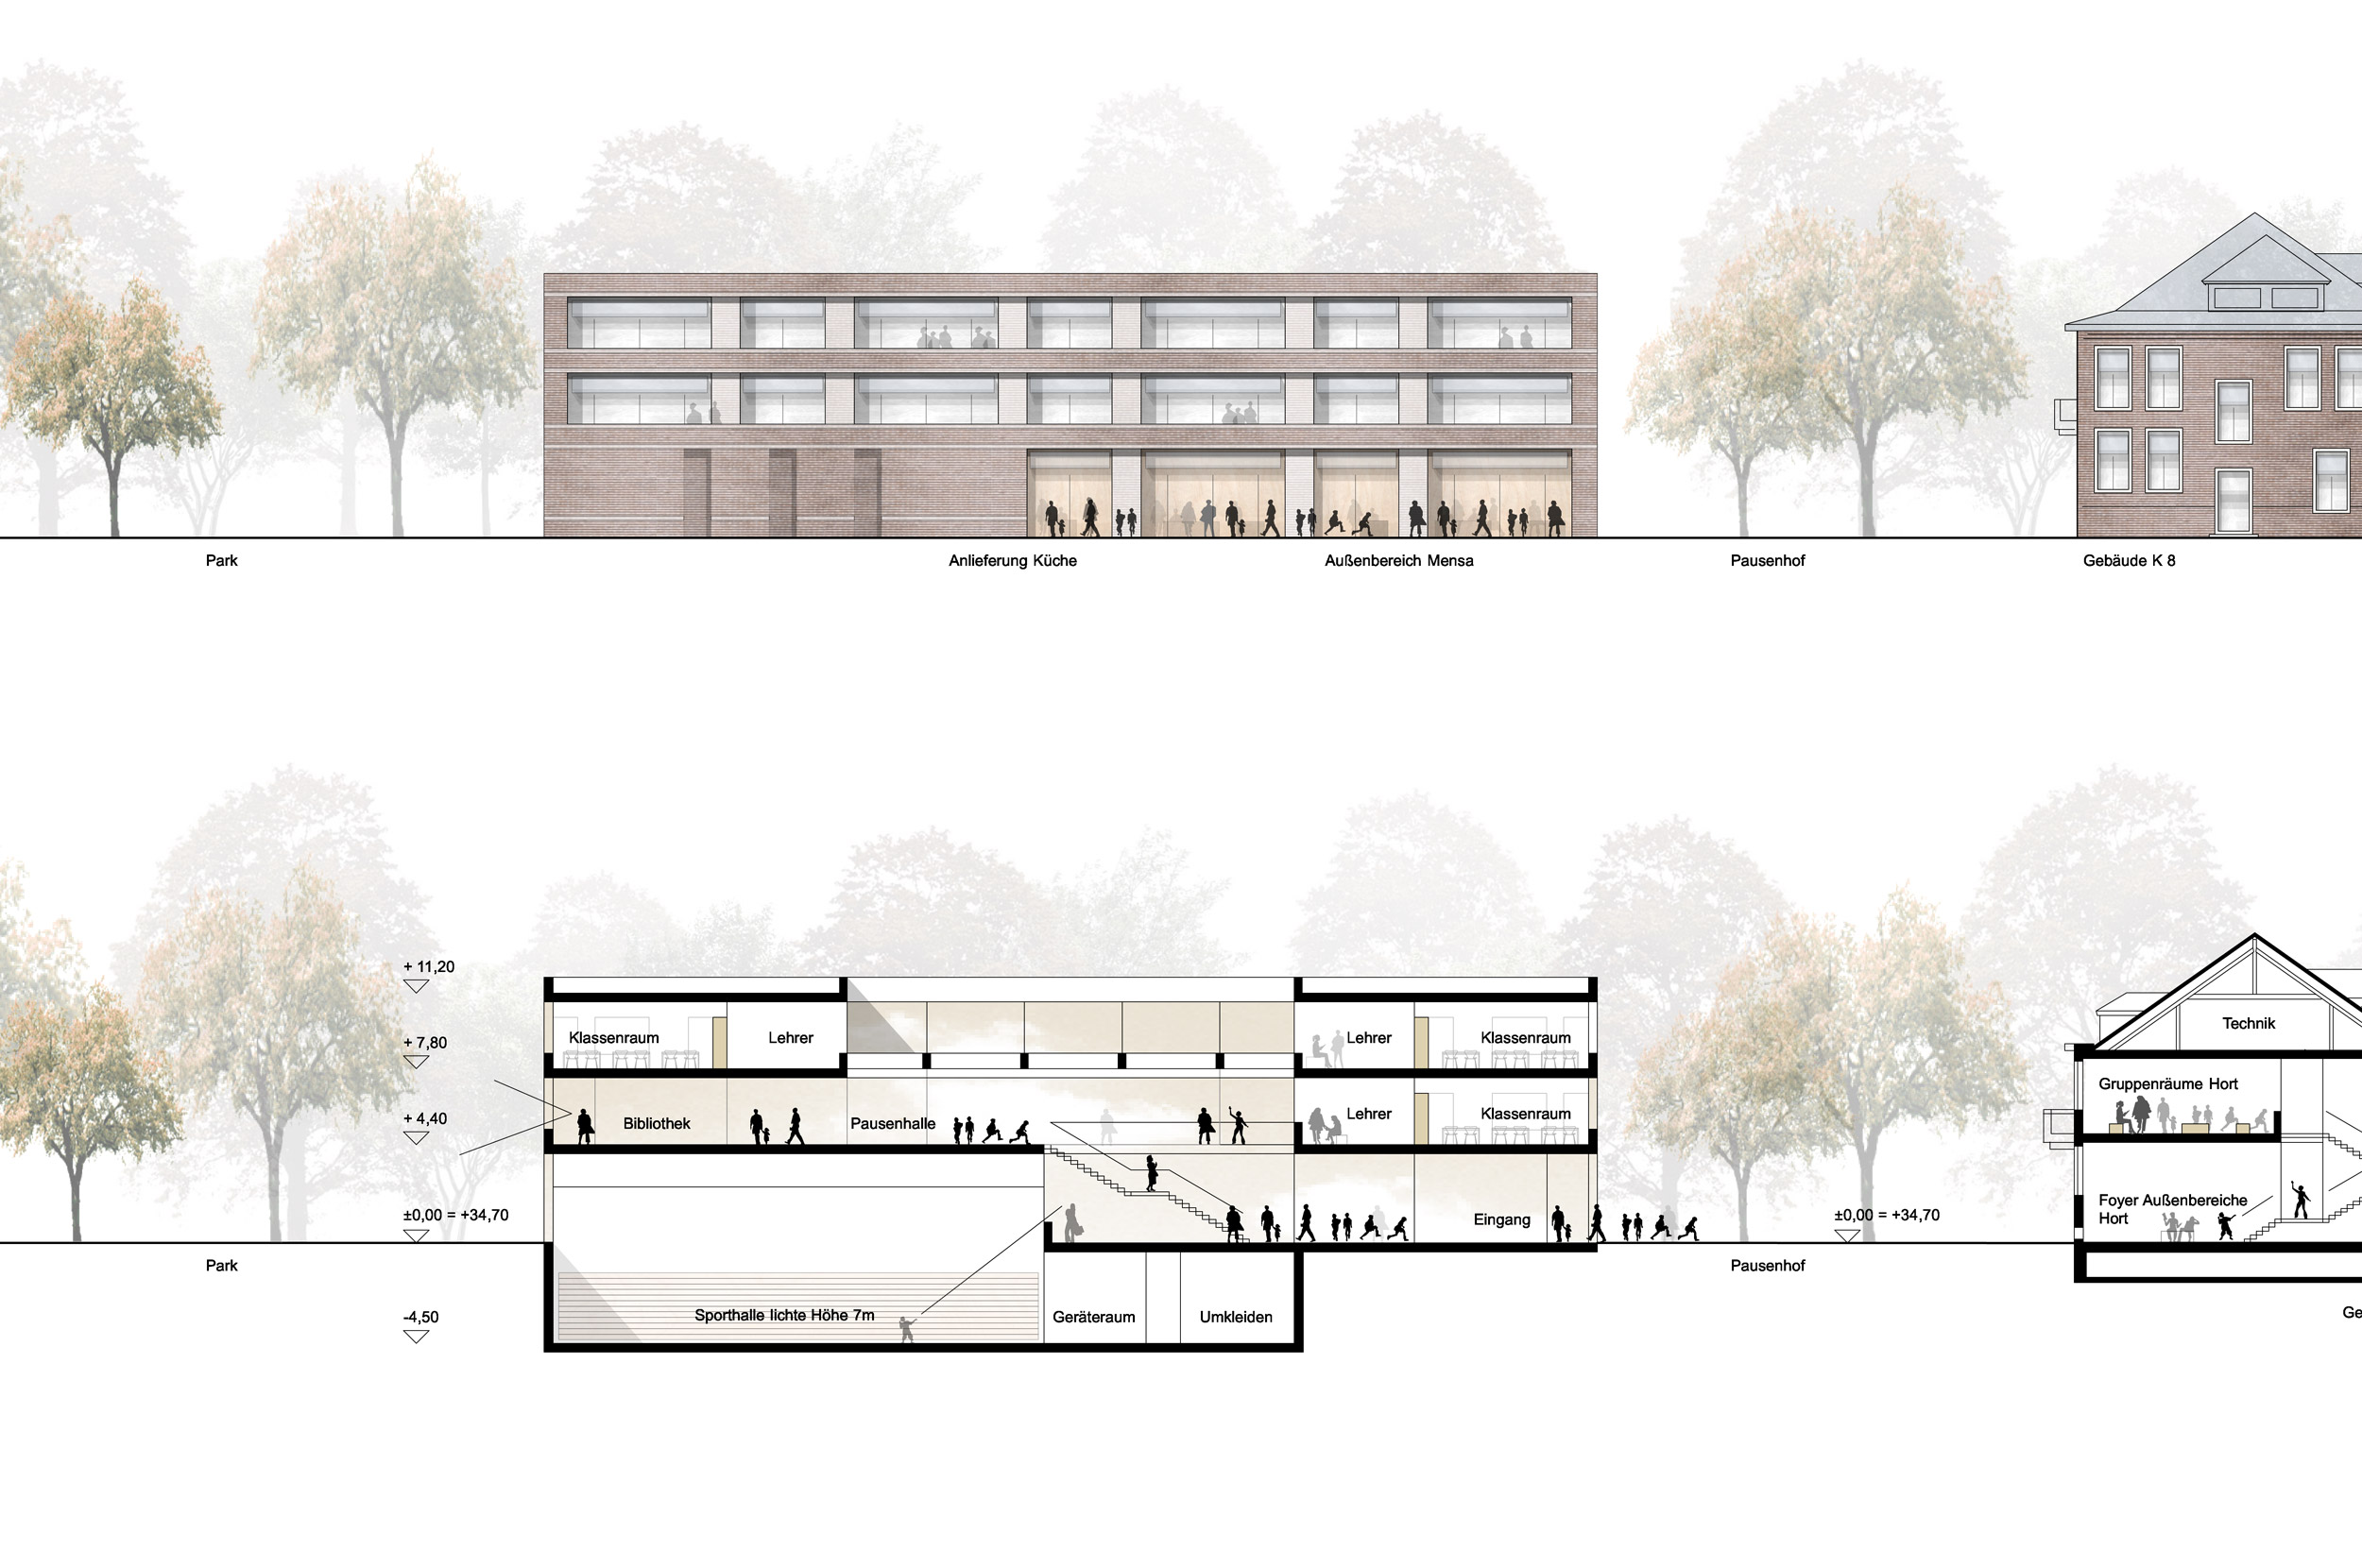 Park
Anlieferung Küche
Außenbereich Mensa
Pausenhof
Gebäude K 8
+ 11,20
+ 7,80
+ 4,40
±0,00 = +34,70
-4,50
Park
Klassenraum
Lehrer
Lehrer
Klassenraum
Bibliothek
Pausenhalle
Lehrer
Klassenraum
Eingang
Sporthalle lichte Höhe 7m
Geräteraum
Umkleiden
±0,00 = +34,70
Pausenhof
Technik
Gruppenräume Hort
Foyer Außenbereiche
Hort
Ge